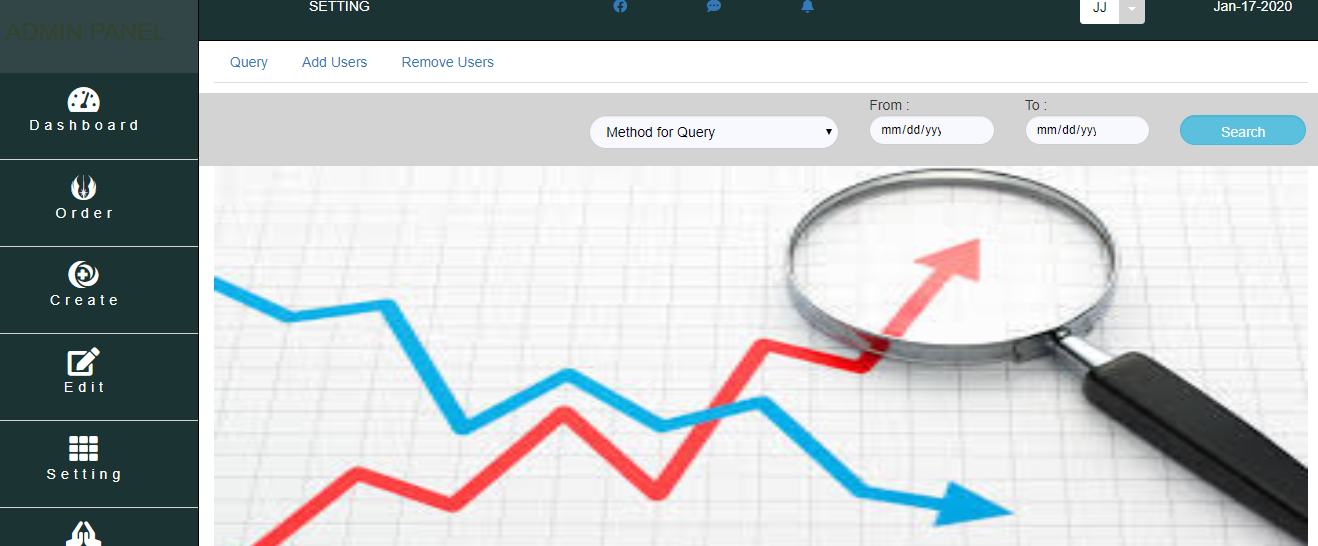 SETTING
JJ
Jan-17-2020
ADMIN PANEL
Query
Add Users
Remove Users
Dashboard
Order
Create
Edit
Setting
From :
To :
Method for Query
mm/dd/yyy
mm/dd/yyy
Search